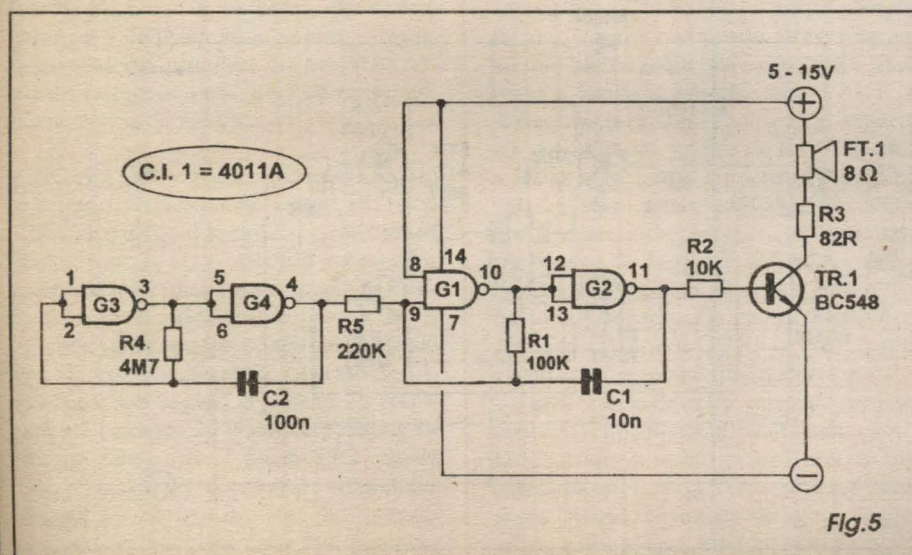 5 - 15V
C.I. 1 = 4011A
FT.1
8Ω
R3
82R
1
2
3
G3
5
6
4
G4
R4
4M7
C2
100n
R5
220K
8
9
14
7
10
G1
12
13
11
G2
R1
100K
C1
10n
R2
10K
TR.1
BC548
+
−
Fig.5